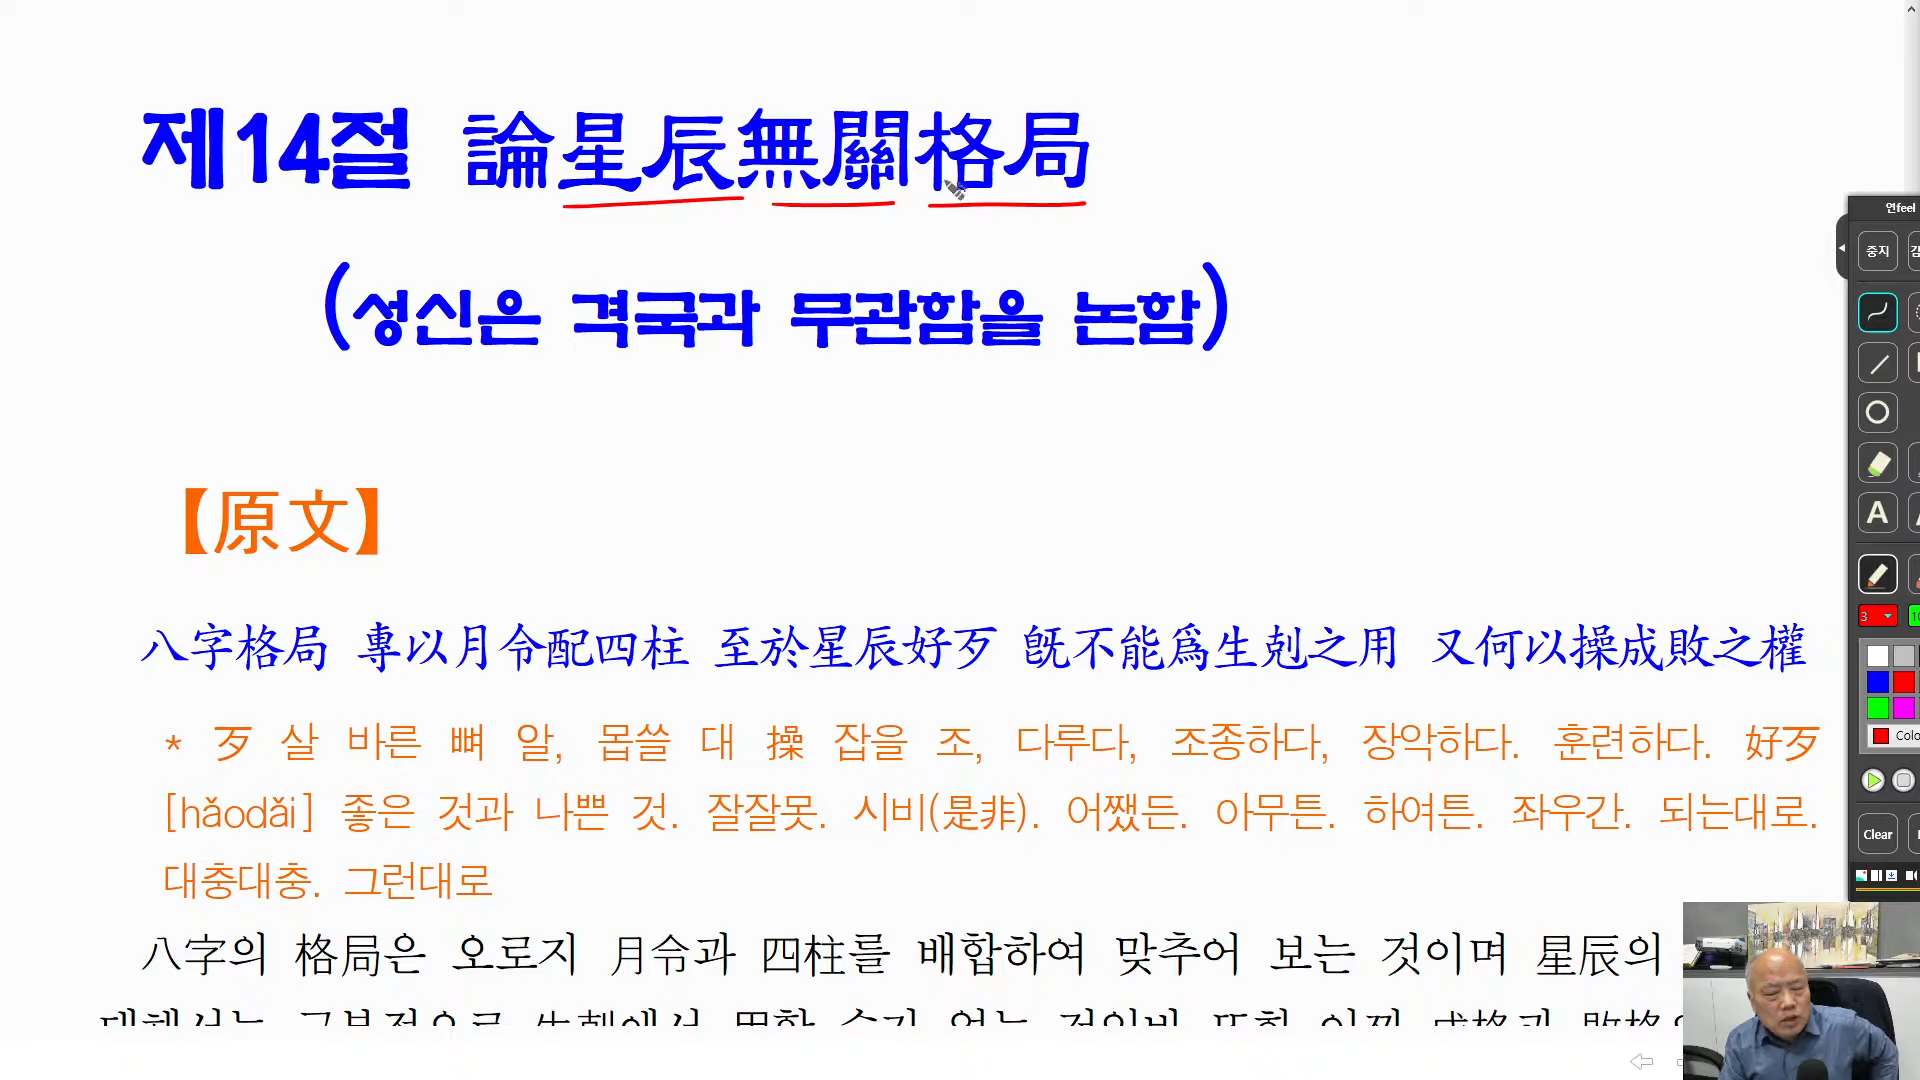 제14절 論星辰無關格局
(성신은 격국과 무관함을 논함)
【原文】
八字格局 專以月令配四柱 至於星辰好歹 旣不能爲生剋之用 又何以操成敗之權
* 歹 살 바른 뼈 알, 몹쓸 대 操 잡을 조, 다루다, 조종하다, 장악하다. 훈련하다. 好歹
[hǎodǎi] 좋은 것과 나쁜 것. 잘잘못. 시비(是非). 어쨌든. 아무튼. 하여튼. 좌우간. 되는대로.
대충대충. 그런대로
八字의 格局은 오로지 月令과 四柱를 배합하여 맞추어 보는 것이며 星辰의
연feel
중지
A
3
Clear